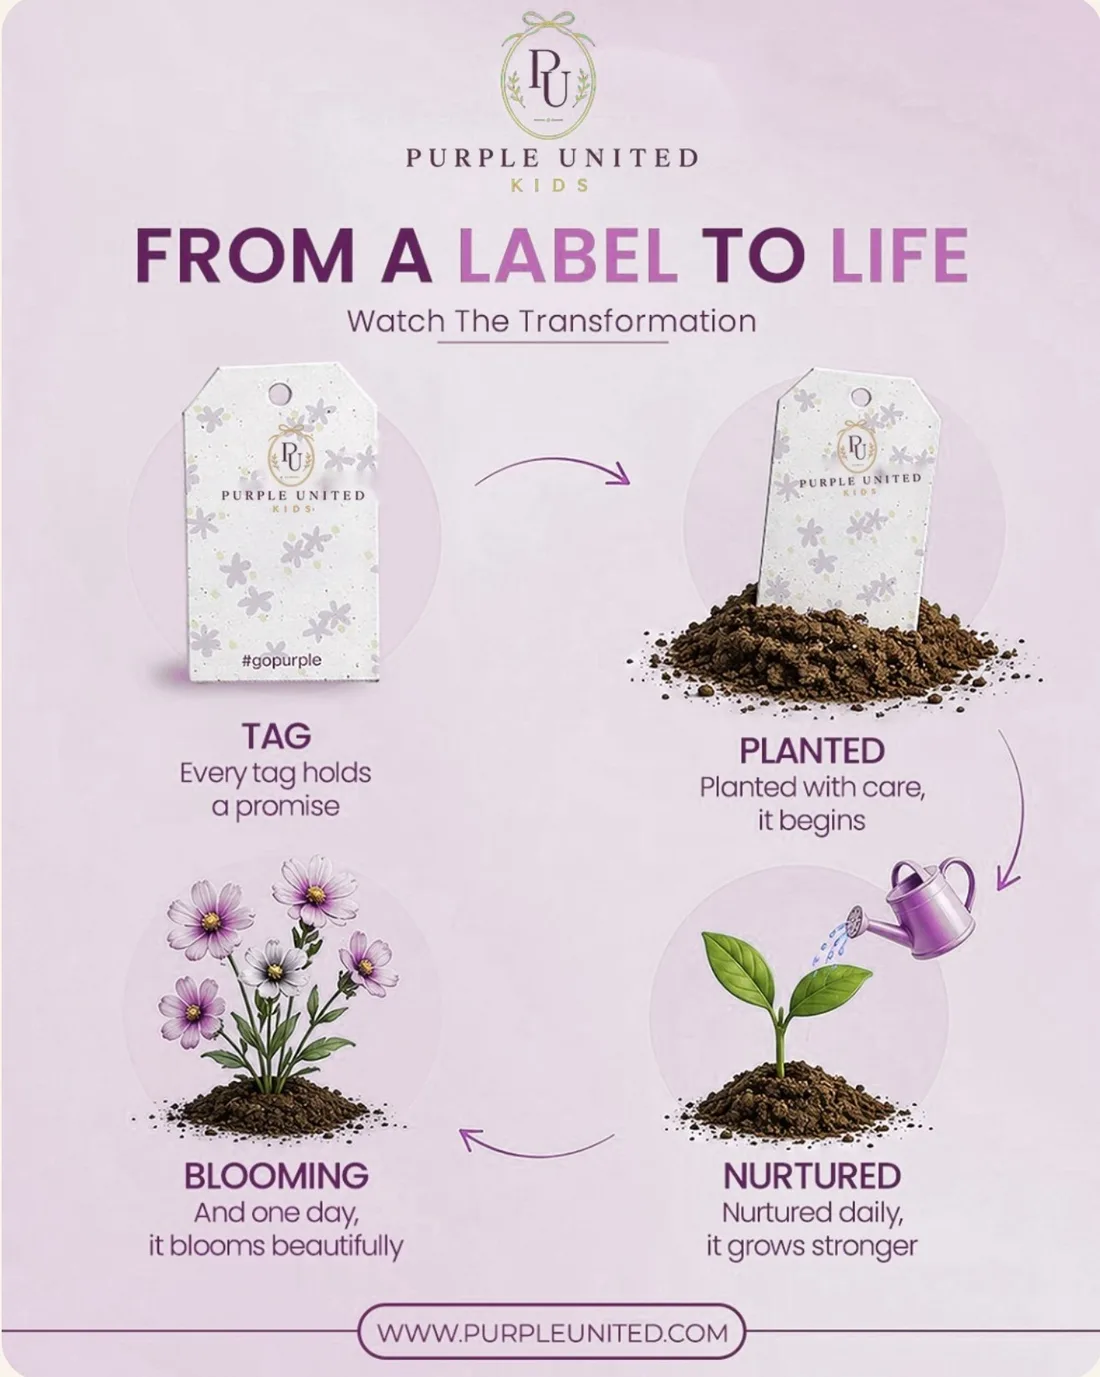 PU
PURPLE UNITED
KIDS
FROM A LABEL TO LIFE
Watch The Transformation
PU
PURPLE UNITED
KIDS
#gopurple
TAG
Every tag holds
a promise
PU
PURPLE UNITED
KIDS
PLANTED
Planted with care,
it begins
BLOOMING
And one day,
it blooms beautifully
NURTURED
Nurtured daily,
it grows stronger
WWW.PURPLEUNITED.COM